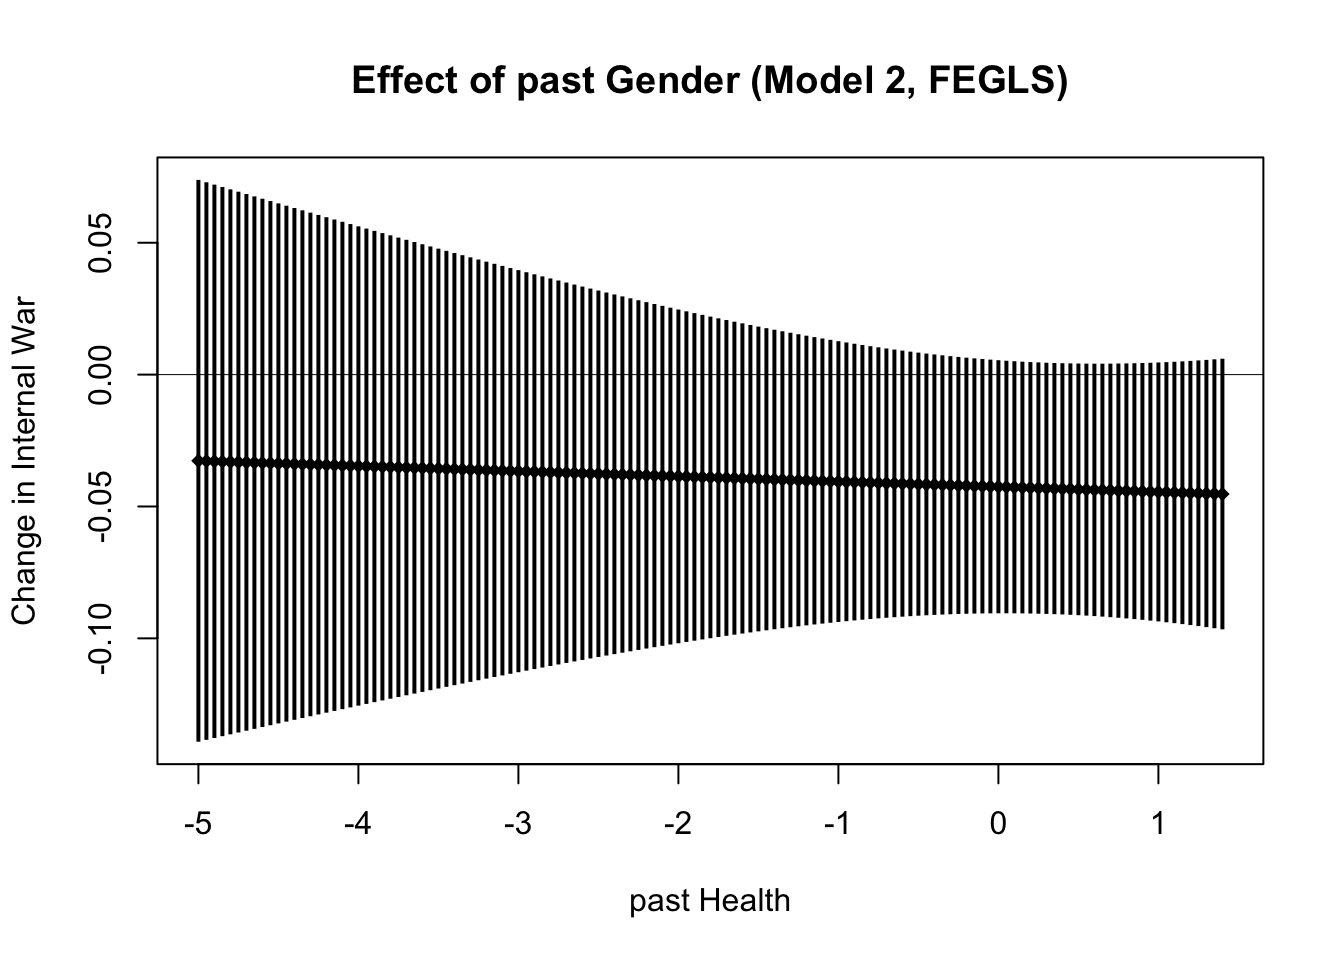 Effect of past Gender (Model 2, FEGLS)
Change in Internal War
0.05
0.00
-0.05
-0.10
-5 -4 -3 -2 -1 0 1
past Health